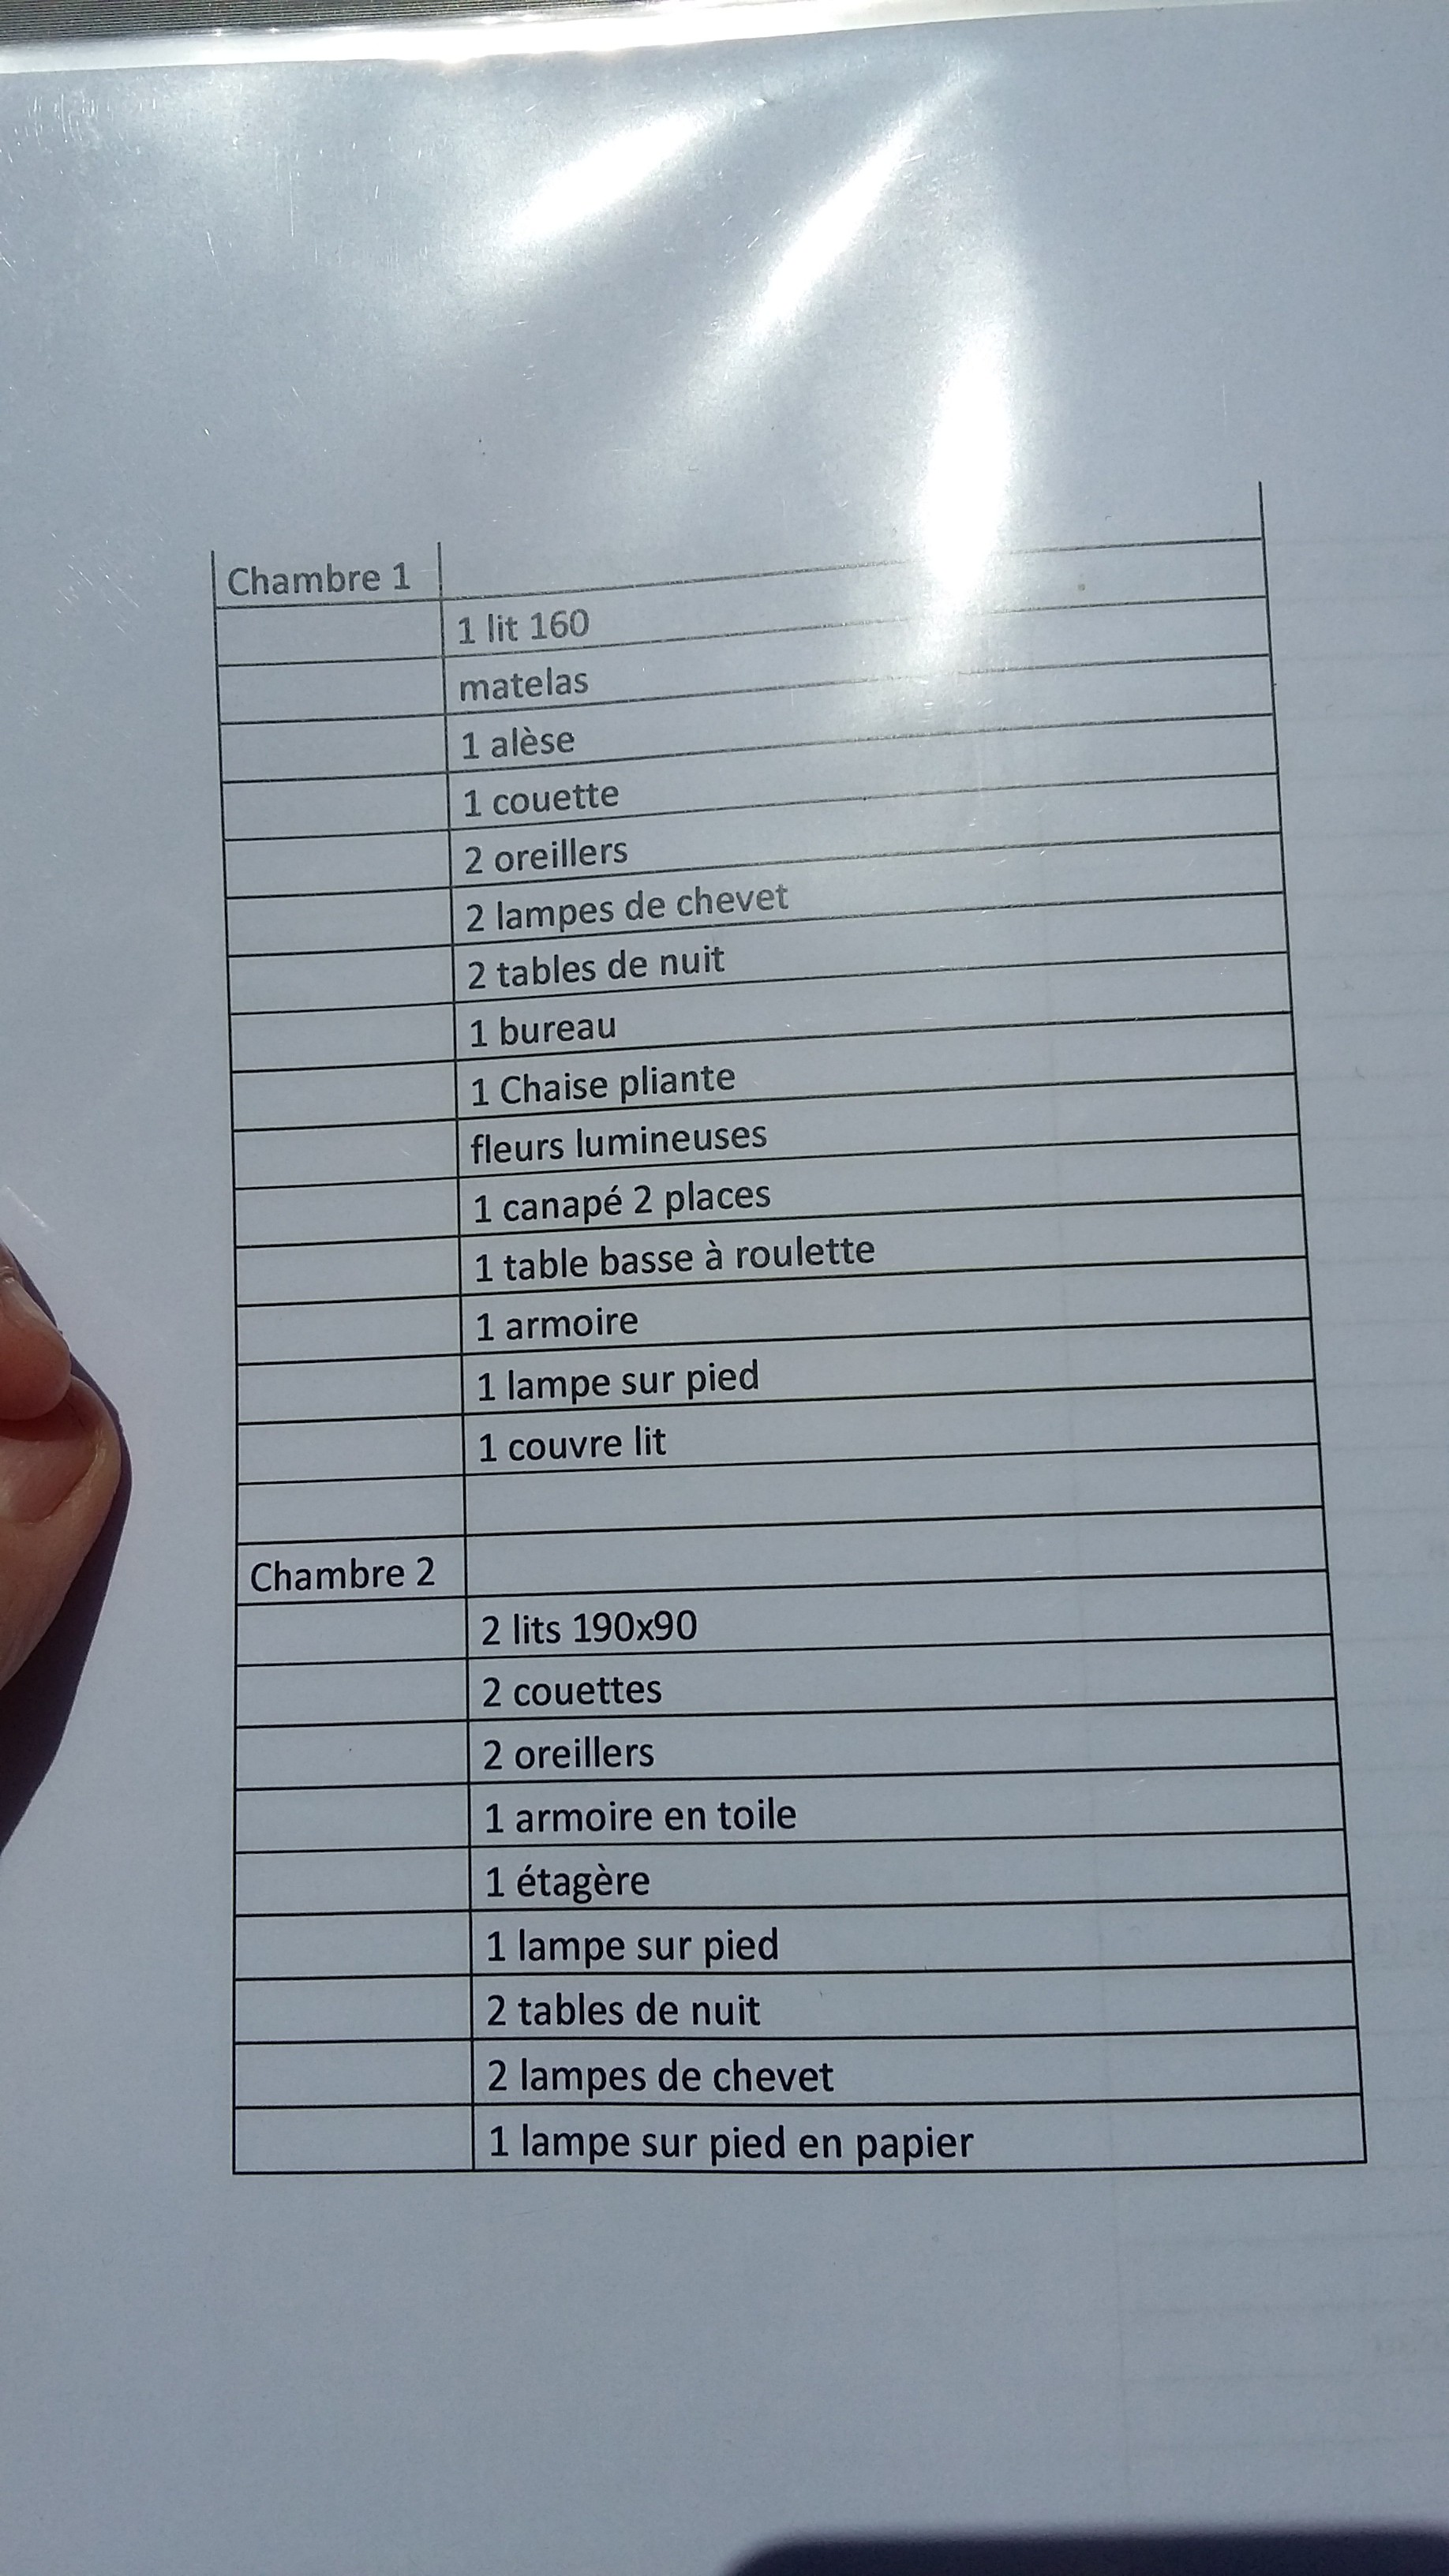 Chambre 1
1 lit 160
matelas
1 alèse
1 couette
2 oreillers
2 lampes de chevet
2 tables de nuit
1 bureau
1 Chaise pliante
fleurs lumineuses
1 canapé 2 places
1 table basse à roulette
1 armoire
1 lampe sur pied
1 couvre lit
Chambre 2
2 lits 190x90
2 couettes
2 oreillers
1 armoire en toile
1 étagère
1 lampe sur pied
2 tables de nuit
2 lampes de chevet
1 lampe sur pied en papier